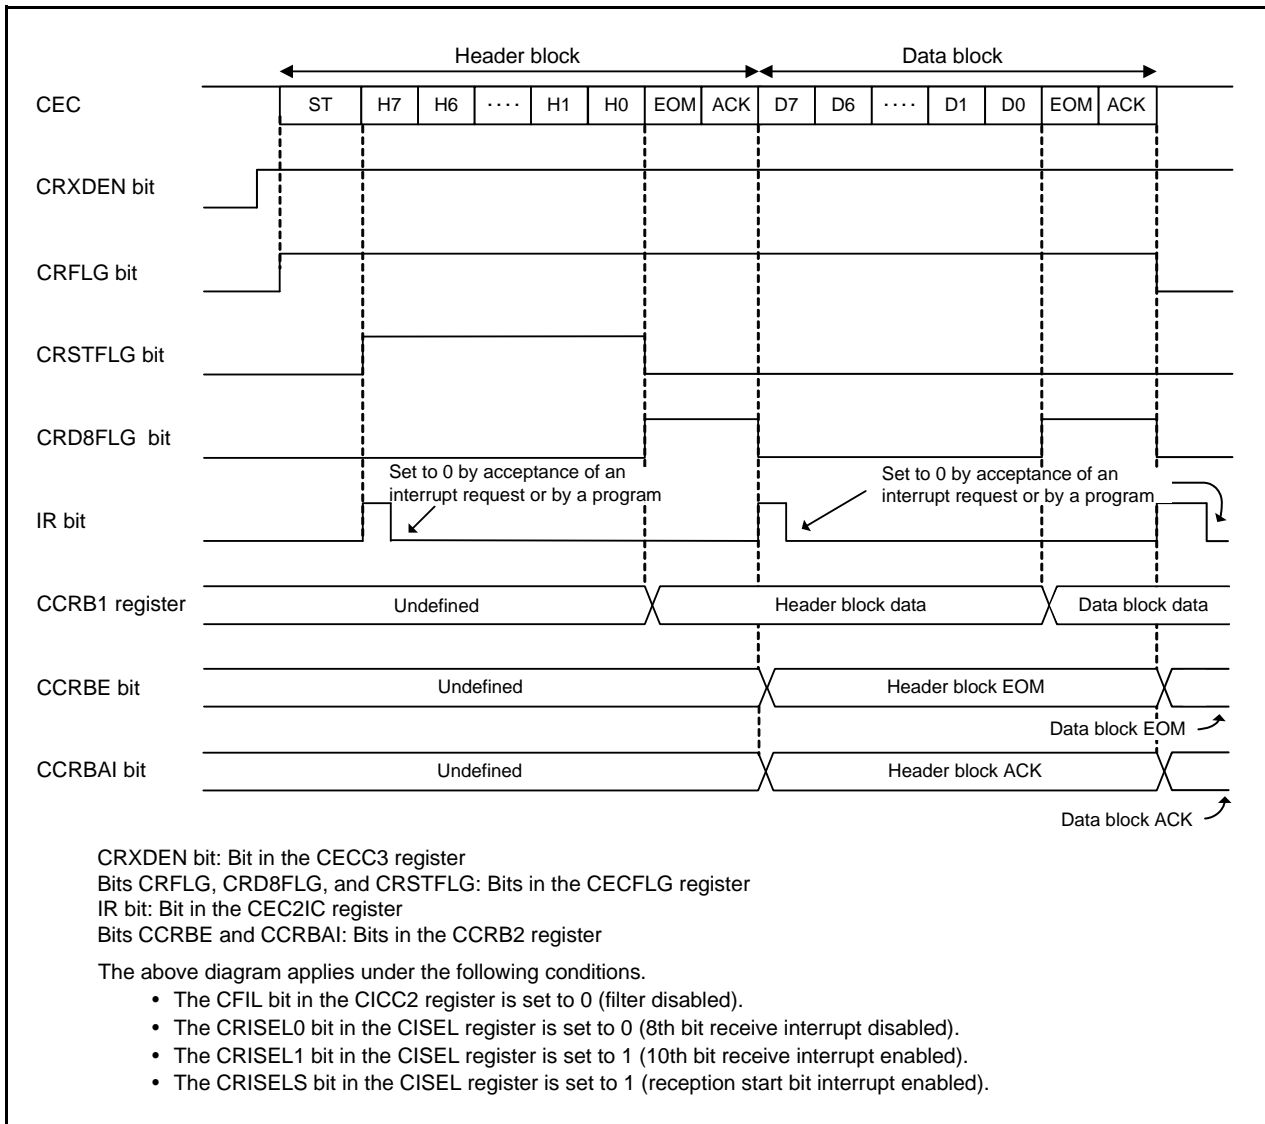 Header block Data block
CEC ST H7 H6 ···· H1 H0 EOM ACK D7 D6 ···· D1 D0 EOM ACK
CRXDEN bit
CRFLG bit
CRSTFLG bit
CRD8FLG bit
Set to 0 by acceptance of an
interrupt request or by a program
Set to 0 by acceptance of an
interrupt request or by a program
IR bit
CCRB1 register Undefined Header block data Data block data
CCRBE bit Undefined Header block EOM
Data block EOM
CCRBAI bit Undefined Header block ACK
Data block ACK
CRXDEN bit: Bit in the CECC3 register
Bits CRFLG, CRD8FLG, and CRSTFLG: Bits in the CECFLG register
IR bit: Bit in the CEC2IC register
Bits CCRBE and CCRBAI: Bits in the CCRB2 register
The above diagram applies under the following conditions.
• The CFIL bit in the CICC2 register is set to 0 (filter disabled).
• The CRISEL0 bit in the CISEL register is set to 0 (8th bit receive interrupt disabled).
• The CRISEL1 bit in the CISEL register is set to 1 (10th bit receive interrupt enabled).
• The CRISELS bit in the CISEL register is set to 1 (reception start bit interrupt enabled).